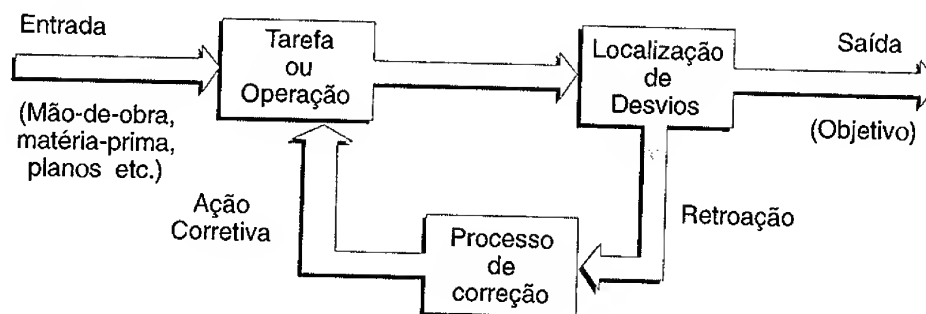 Entrada
(Mão-de-obra,
matéria-prima,
planos etc.)
Tarefa
ou
Operação
Localização
de
Desvios
Saída
(Objetivo)
Retroação
Processo
de
correção
Ação
Corretiva